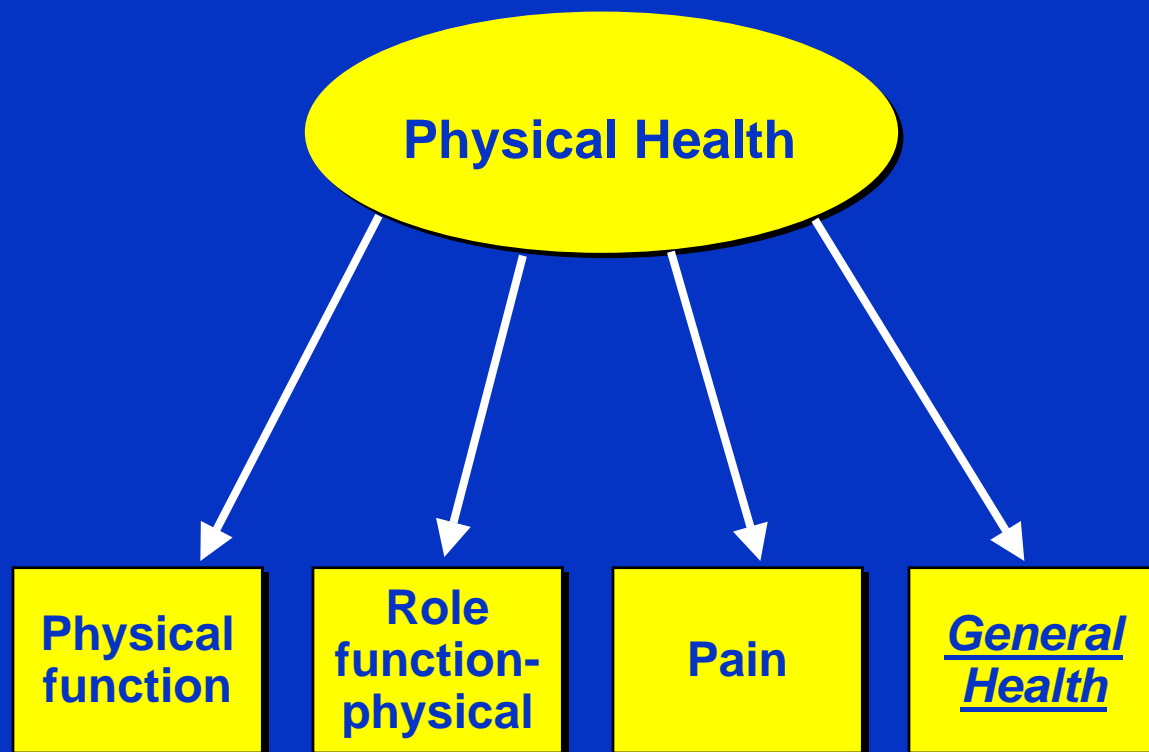 Physical Health
Physical
function
Role
function-
physical
Pain
General
Health